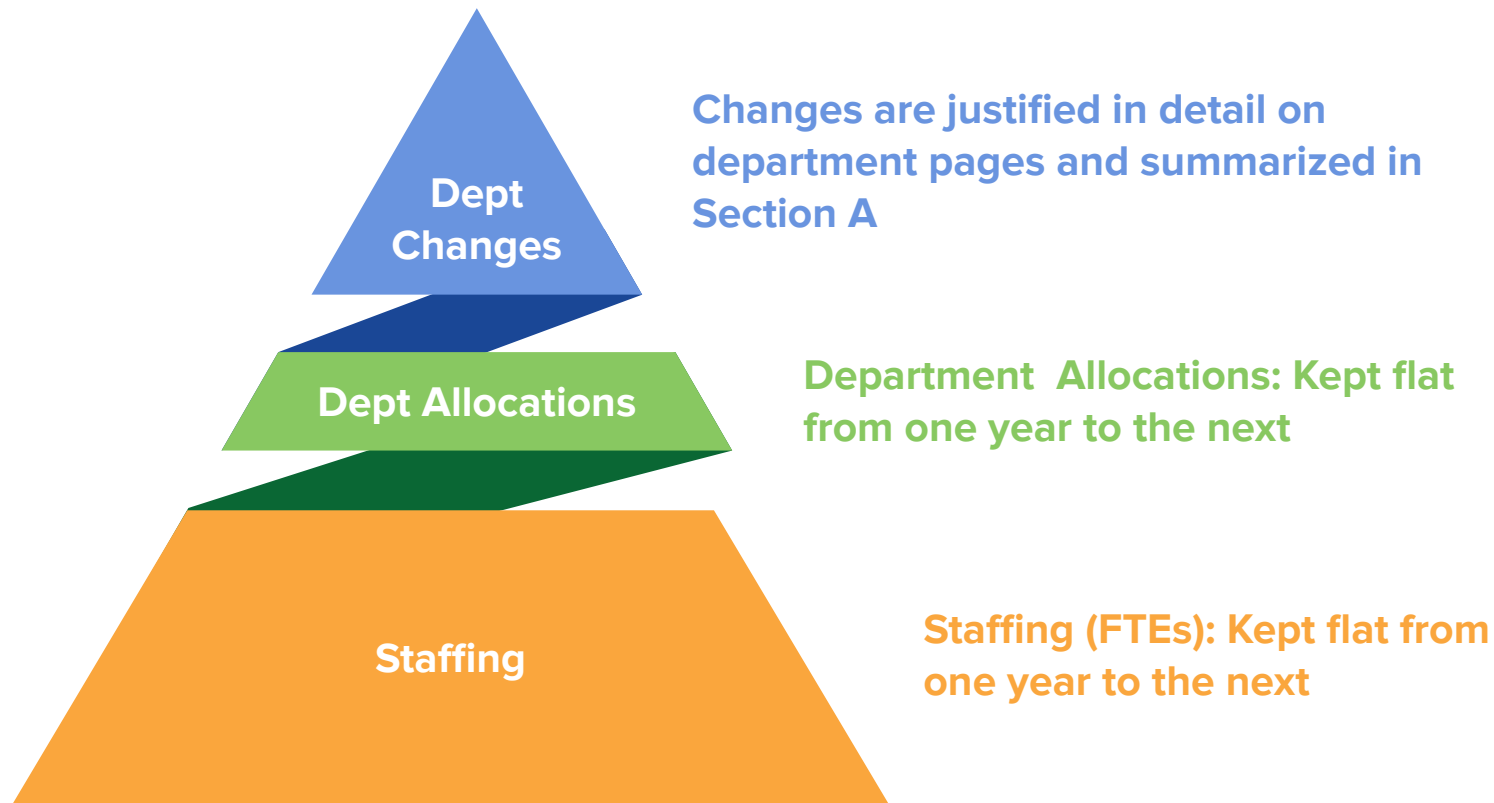 Dept
Changes
Changes are justified in detail on
department pages and summarized in
Section A
Dept Allocations
Department  Allocations: Kept flat
from one year to the next
Staffing
Staffing (FTEs): Kept flat from
one year to the next